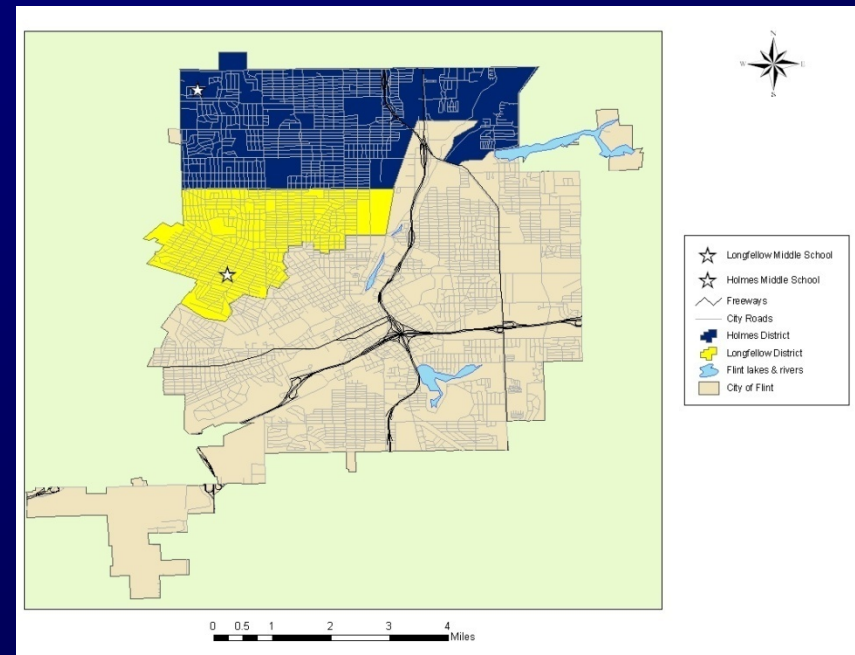 N
W E
S
Longfellow Middle School
Holmes Middle School
Freeways
City Roads
Holmes District
Longfellow District
Flint lakes & rivers
City of Flint
0 0.5 1 2 3 4
Miles